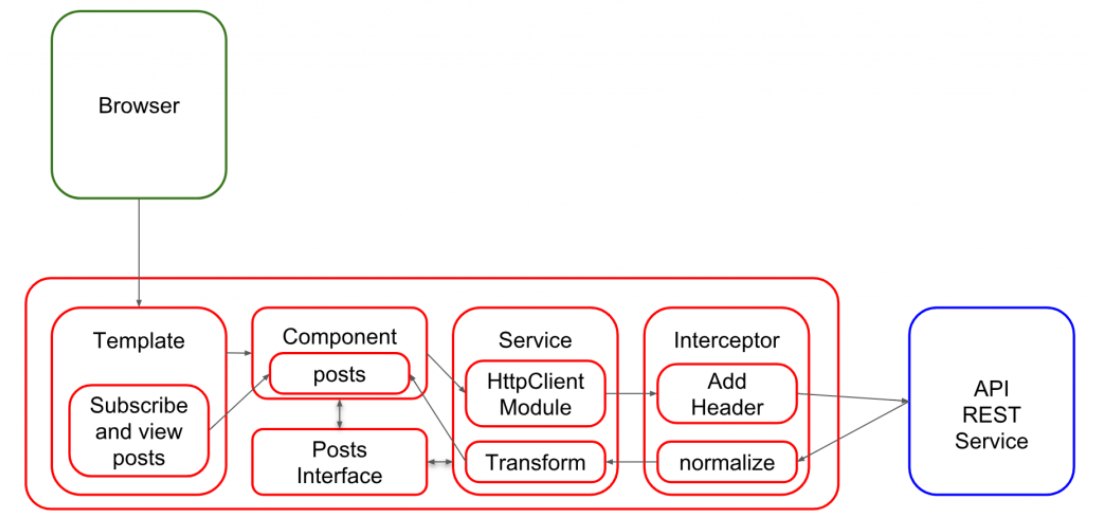 Browser
Template
Subscribe
and view
posts
Component
posts
Posts
Interface
Service
HttpClient
Module
Transform
Interceptor
Add
Header
normalize
API
REST
Service